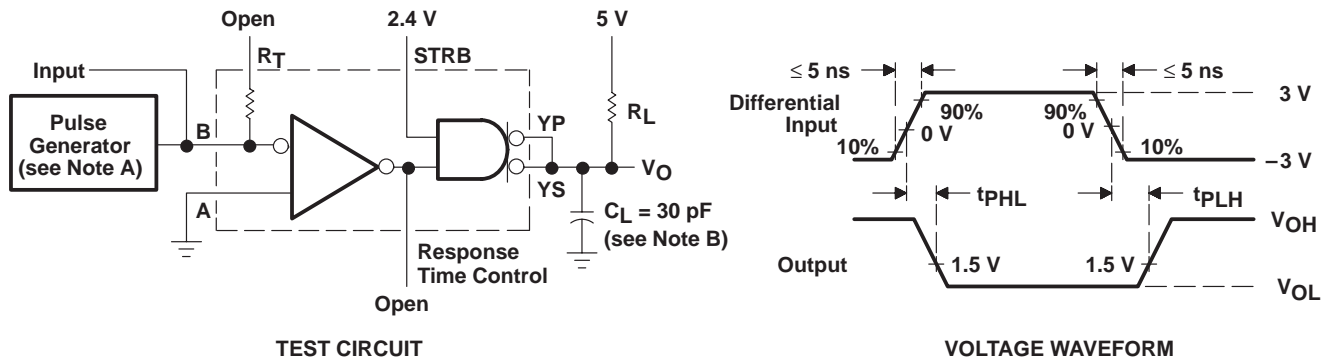 Open
2.4 V
5 V
RT
STRB
Input
≤ 5 ns
≤ 5 ns
Pulse
Generator
(see Note A)
B
A
YP
YS
RL
VO
CL = 30 pF
(see Note B)
Response
Time Control
Open
TEST CIRCUIT
Differential
Input
10%
90%
0 V
90%
0 V
10%
3 V
–3 V
tPHL
tPLH
Output
1.5 V
1.5 V
VOH
VOL
VOLTAGE WAVEFORM